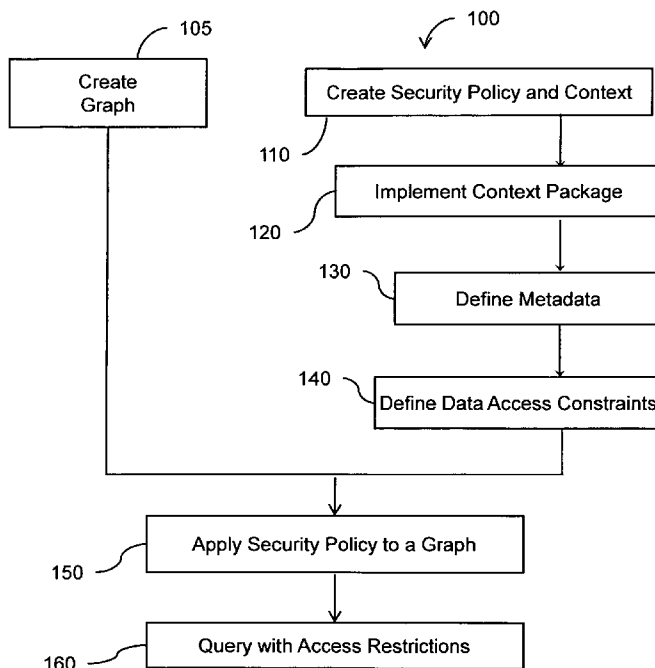 100
105
Create
Graph
Create Security Policy and Context
110
Implement Context Package
120
130
Define Metadata
140
Define Data Access Constraints
Apply Security Policy to a Graph
150
Query with Access Restrictions
160